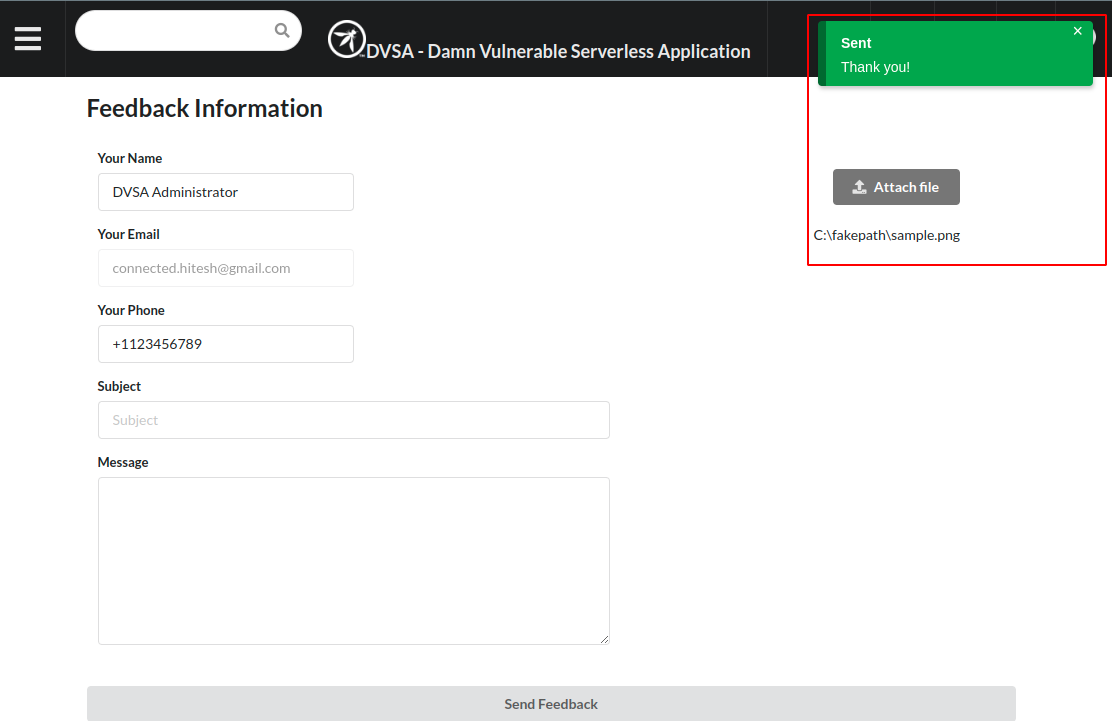 DVSA - Damn Vulnerable Serverless Application
Sent
×
Thank you!
Feedback Information
Your Name
DVSA Administrator
Your Email
connected.hitesh@gmail.com
Your Phone
+1123456789
Subject
Subject
Message
Attach file
C:\fakepath\sample.png
Send Feedback